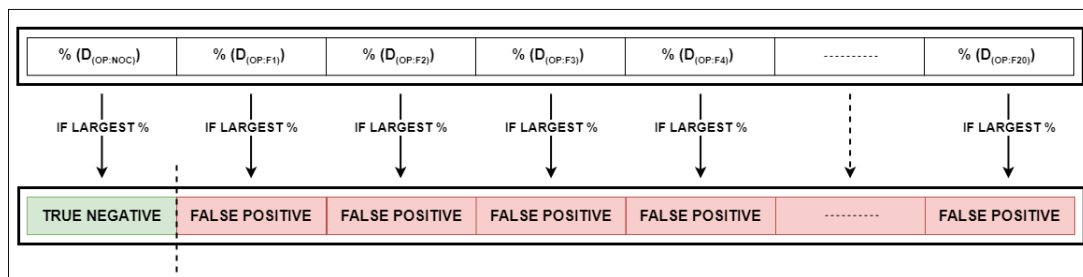 % (D(OP:NOC)) % (D(OP:F1)) % (D(OP:F2)) % (D(OP:F3)) % (D(OP:F4)) ---------- % (D(OP:F20))
IF LARGEST % IF LARGEST % IF LARGEST % IF LARGEST % IF LARGEST % IF LARGEST %
TRUE NEGATIVE FALSE POSITIVE FALSE POSITIVE FALSE POSITIVE FALSE POSITIVE ---------- FALSE POSITIVE